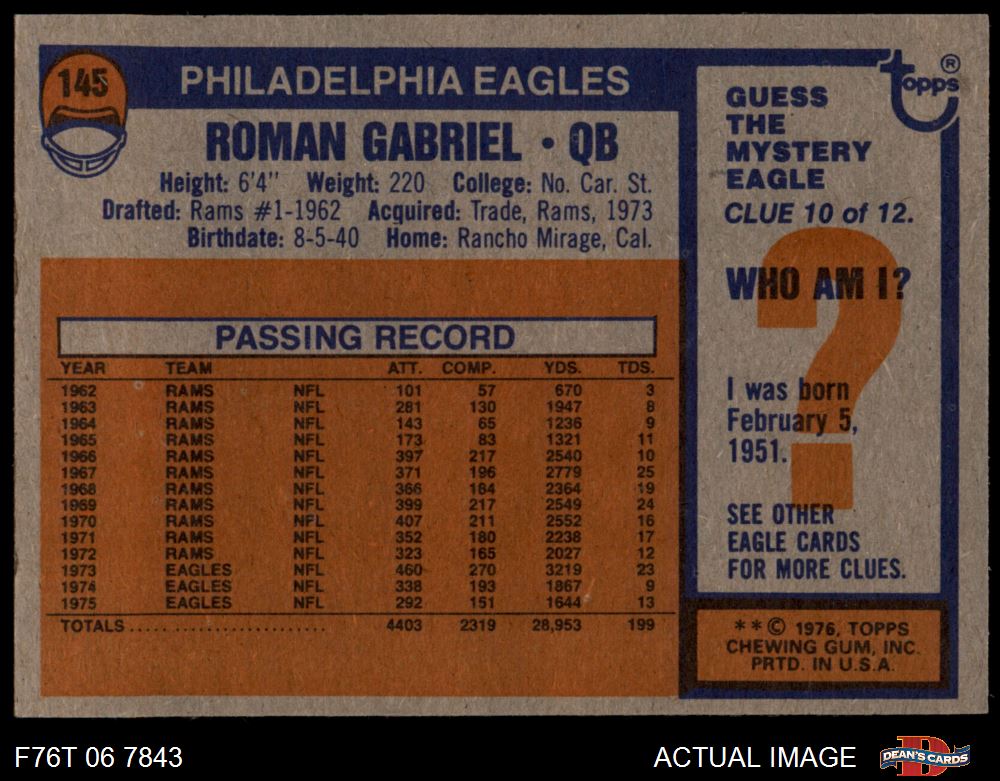 145
PHILADELPHIA EAGLES
ROMAN GABRIEL • QB
Height: 6'4" Weight: 220 College: No. Car. St.
Drafted: Rams #1-1962 Acquired: Trade, Rams, 1973
Birthdate: 8-5-40 Home: Rancho Mirage, Cal.
PASSING RECORD
YEAR TEAM ATT. COMP. YDS. TDS.
1962 RAMS NFL 101 57 670 3
1963 RAMS NFL 281 130 1947 8
1964 RAMS NFL 143 65 1236 9
1965 RAMS NFL 173 83 1321 11
1966 RAMS NFL 397 217 2540 10
1967 RAMS NFL 371 196 2779 25
1968 RAMS NFL 366 184 2364 19
1969 RAMS NFL 399 217 2549 24
1970 RAMS NFL 407 211 2552 16
1971 RAMS NFL 352 180 2238 17
1972 RAMS NFL 323 165 2027 12
1973 EAGLES NFL 460 270 3219 23
1974 EAGLES NFL 338 193 1867 9
1975 EAGLES NFL 292 151 1644 13
TOTALS..... ...................... 4403 2319 28,953 199
topps ®
GUESS
THE
MYSTERY
EAGLE
CLUE 10 of 12.
?
WHO AM I?
I was born
February 5,
1951.
SEE OTHER
EAGLE CARDS
FOR MORE CLUES.
**© 1976, TOPPS
CHEWING GUM, INC.
PRTD. IN U.S.A.
F76T 06 7843
ACTUAL IMAGE
DEAN'S CARDS